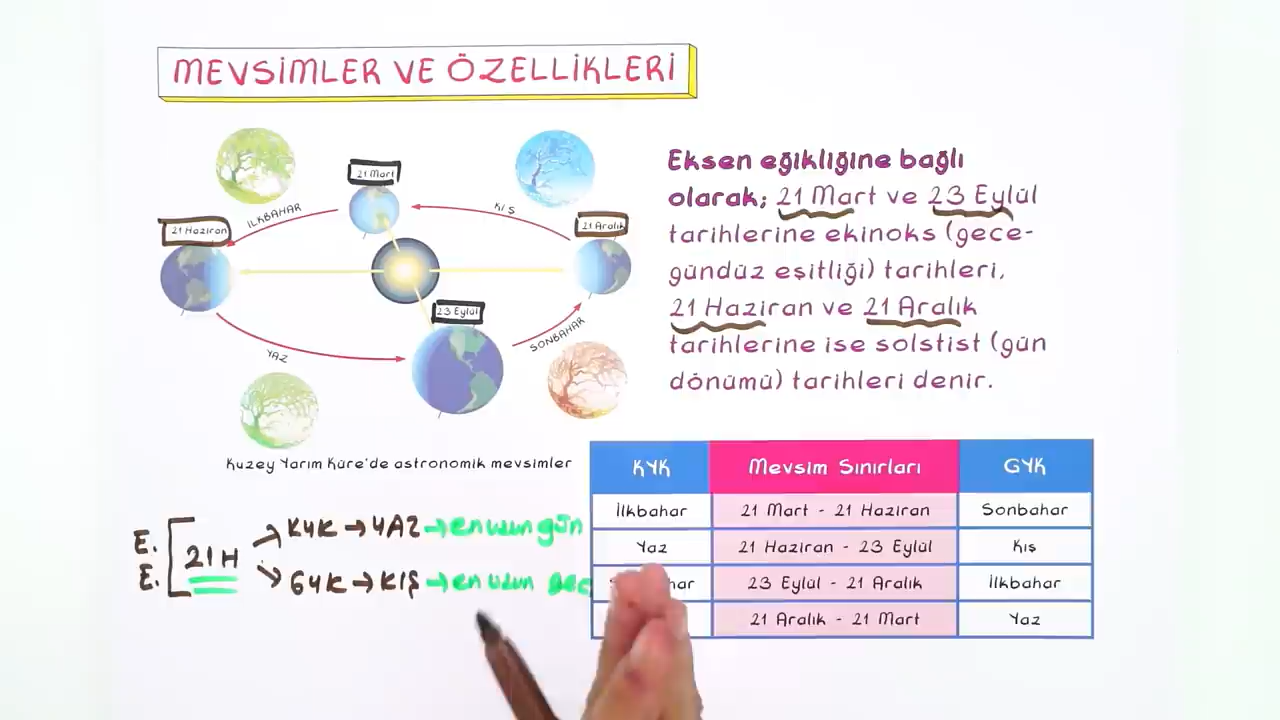 MEVSİMLER VE ÖZELLİKLERİ
21 Mart
İLKBAHAR
KIŞ
21 Haziran
21 Aralık
23 Eylül
YAZ
SONBAHAR
Kuzey Yarım Küre'de astronomik mevsimler
Eksen eğikliğine bağlı
olarak; 21 Mart ve 23 Eylül
tarihlerine ekinoks (gece-
gündüz eşitliği) tarihleri,
21 Haziran ve 21 Aralık
tarihlerine ise solstist (gün
dönümü) tarihleri denir.
KYK Mevsim Sınırları GYK
İlkbahar 21 Mart - 21 Haziran Sonbahar
Yaz 21 Haziran - 23 Eylül Kış
23 Eylül - 21 Aralık İlkbahar
21 Aralık - 21 Mart Yaz
E.
E.
21 H
KYK → YAZ → en uzun gün
GYK → KIŞ → en uzun